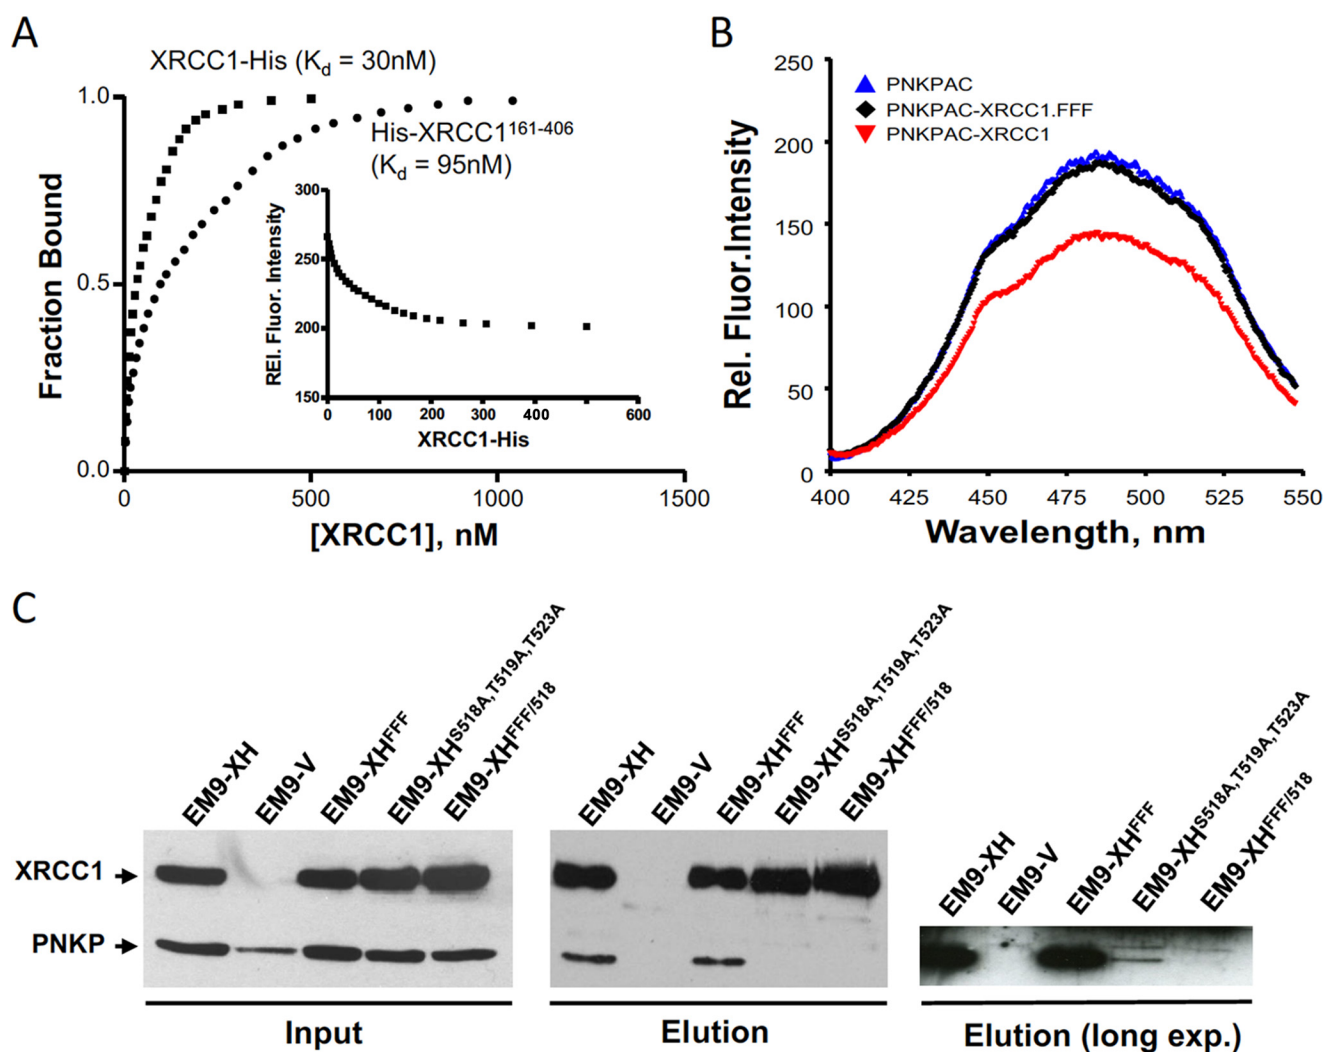 A
XRCC1-His (Kd = 30nM)
1.0
0.5
0.0
Fraction Bound
His-XRCC1161-406
(Kd = 95nM)
300
250
200
150
REl. Fluor. Intensity
0 100 200 300 400 500 600
XRCC1-His
0 500 1000 1500
[XRCC1], nM
B
250
200
150
100
50
0
Rel. Fluor.Intensity
PNKPAC
PNKPAC-XRCC1.FFF
PNKPAC-XRCC1
400 425 450 475 500 525 550
Wavelength, nm
C
EM9-XH
EM9-V
EM9-XHFFF
EM9-XHS518A,T519A,T523A
EM9-XHFFF/518
EM9-XH
EM9-V
EM9-XHFFF
EM9-XHS518A,T519A,T523A
EM9-XHFFF/518
EM9-XH
EM9-V
EM9-XHFFF
EM9-XHS518A,T519A,T523A
EM9-XHFFF/518
XRCC1
PNKP
Input
Elution
Elution (long exp.)